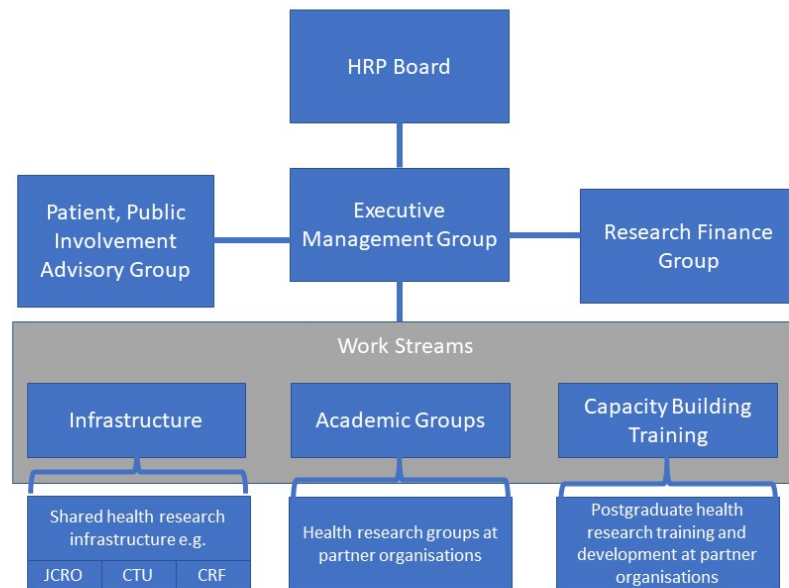 HRP Board
Patient, Public
Involvement
Advisory Group
Executive
Management Group
Research Finance
Group
Work Streams
Infrastructure
Academic Groups
Capacity Building
Training
Shared health research
infrastructure e.g.
JCRO
CTU
CRF
Health research groups at
partner organisations
Postgraduate health
research training and
development at partner
organisations